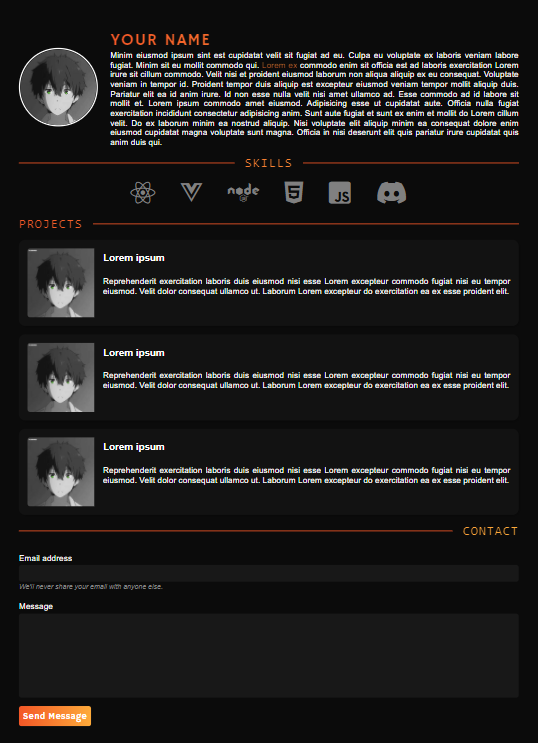 YOUR NAME
Minim eiusmod ipsum sint est cupidatat velit sit fugiat ad eu. Culpa eu voluptate ex laboris veniam labore
fugiat. Minim sit eu mollit commodo qui. Lorem ex commodo enim sit officia est ad laboris exercitation Lorem
irure sit cillum commodo. Velit nisi et proident eiusmod laborum non aliqua aliquip ex eu consequat. Voluptate
veniam in tempor id. Proident tempor duis aliquip est excepteur eiusmod veniam tempor mollit aliquip duis.
Pariatur elit ea id anim irure. Id non esse nulla velit nisi amet ullamco ad. Esse commodo ad id labore sit
mollit et. Lorem ipsum commodo amet eiusmod. Adipisicing esse ut cupidatat aute. Officia nulla fugiat
exercitation incididunt consectetur adipisicing anim. Sunt aute fugiat et sunt ex enim et mollit do Lorem cillum
velit. Do ex laborum minim ea nostrud aliquip. Nisi voluptate elit aliquip minim ea consequat dolore enim
eiusmod cupidatat magna voluptate sunt magna. Officia in nisi deserunt elit quis pariatur irure cupidatat quis
anim duis qui.
SKILLS
node
JS
PROJECTS
Lorem ipsum
Reprehenderit exercitation laboris duis eiusmod nisi esse Lorem excepteur commodo fugiat nisi eu tempor
eiusmod. Velit dolor consequat ullamco ut. Laborum Lorem excepteur do exercitation ea ex esse proident elit.
Lorem ipsum
Reprehenderit exercitation laboris duis eiusmod nisi esse Lorem excepteur commodo fugiat nisi eu tempor
eiusmod. Velit dolor consequat ullamco ut. Laborum Lorem excepteur do exercitation ea ex esse proident elit.
Lorem ipsum
Reprehenderit exercitation laboris duis eiusmod nisi esse Lorem excepteur commodo fugiat nisi eu tempor
eiusmod. Velit dolor consequat ullamco ut. Laborum Lorem excepteur do exercitation ea ex esse proident elit.
CONTACT
Email address
We'll never share your email with anyone else.
Message
Send Message